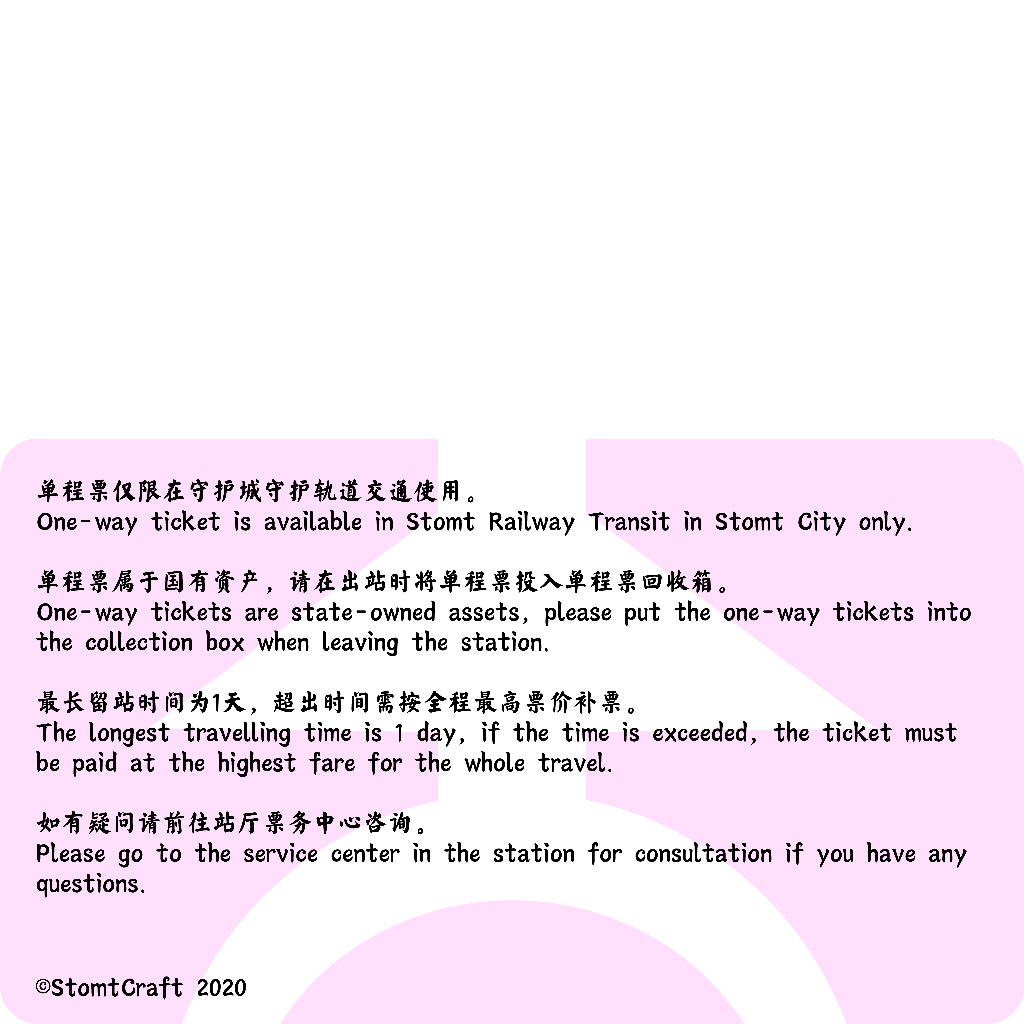 单程票仅限在守护城守护轨道交通使用。
One-way ticket is available in Stomt Railway Transit in Stomt City only.
单程票属于国有资产，请在出站时将单程票投入单程票回收箱。
One-way tickets are state-owned assets, please put the one-way tickets into
the collection box when leaving the station.
最长留站时间为1天，超出时间需按全程最高票价补票。
The longest travelling time is 1 day, if the time is exceeded, the ticket must
be paid at the highest fare for the whole travel.
如有疑问请前往站厅票务中心咨询。
Please go to the service center in the station for consultation if you have any
questions.
©StomtCraft 2020